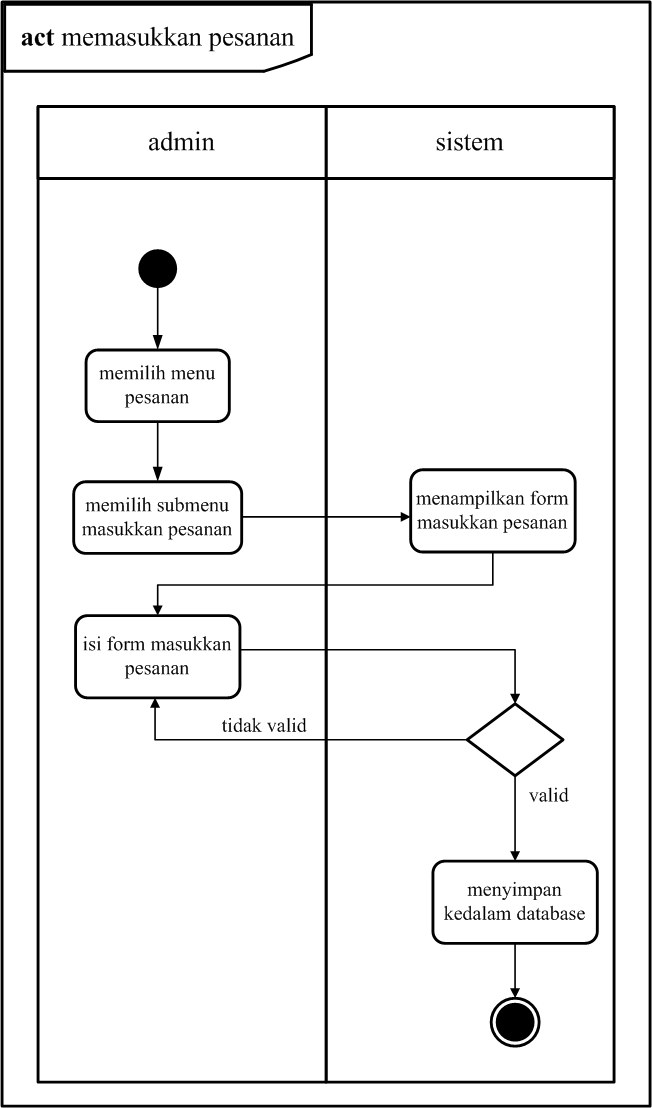 act memasukkan pesanan
admin
sistem
memilih menu
pesanan
memilih submenu
masukkan pesanan
menampilkan form
masukkan pesanan
isi form masukkan
pesanan
tidak valid
valid
menyimpan
kedalam database